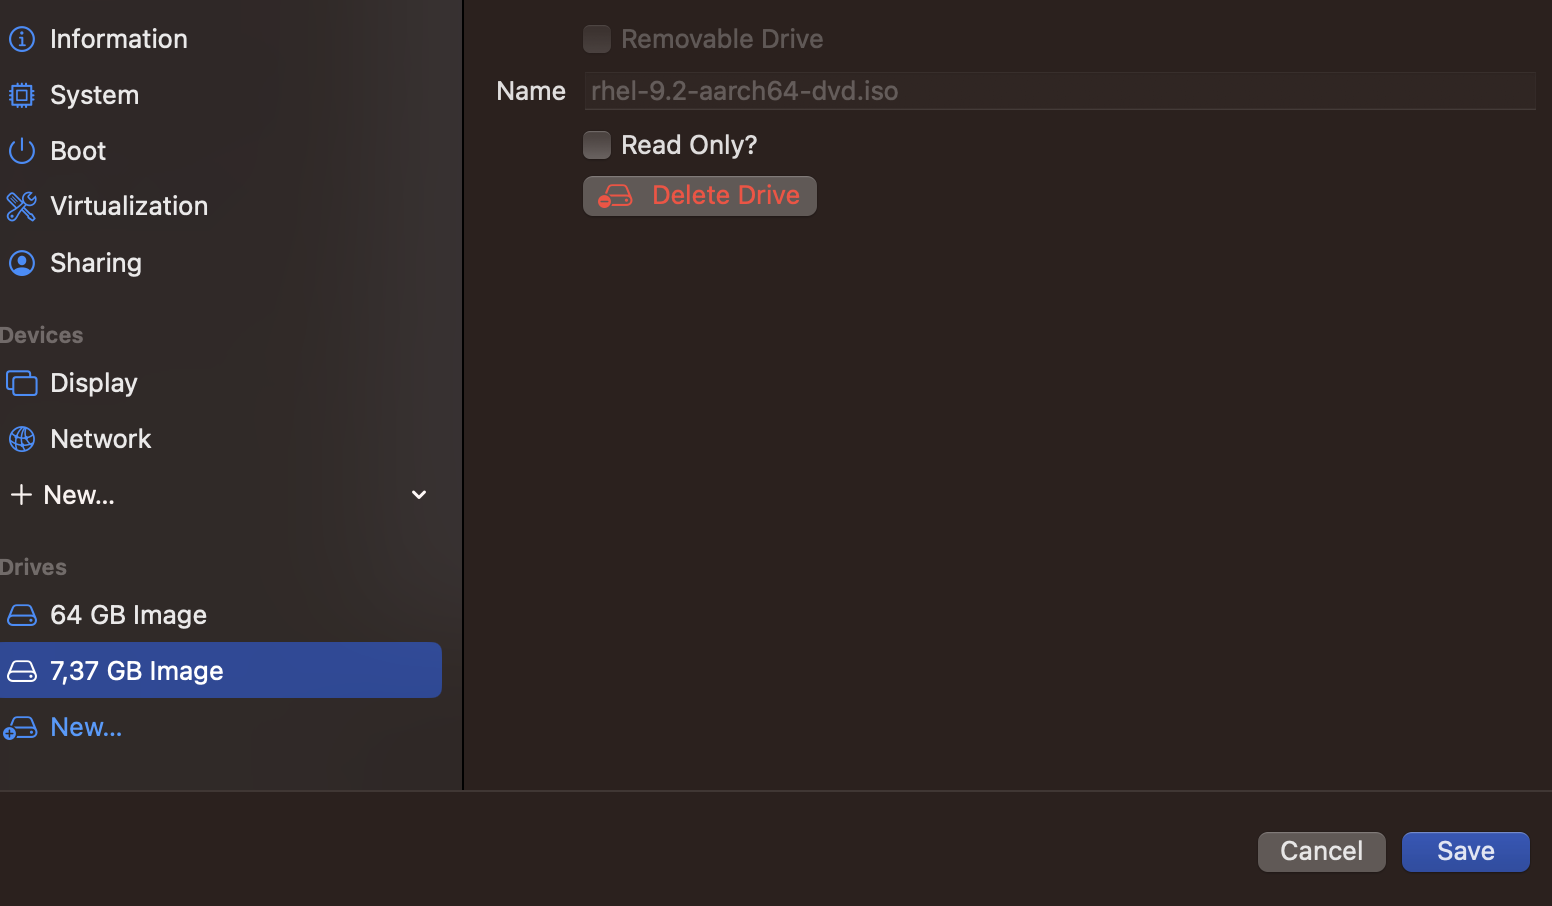 Information
System
Boot
Virtualization
Sharing
Devices
Display
Network
New...
Drives
64 GB Image
7,37 GB Image
New...
Removable Drive
Name rhel-9.2-aarch64-dvd.iso
Read Only?
Delete Drive
Cancel Save